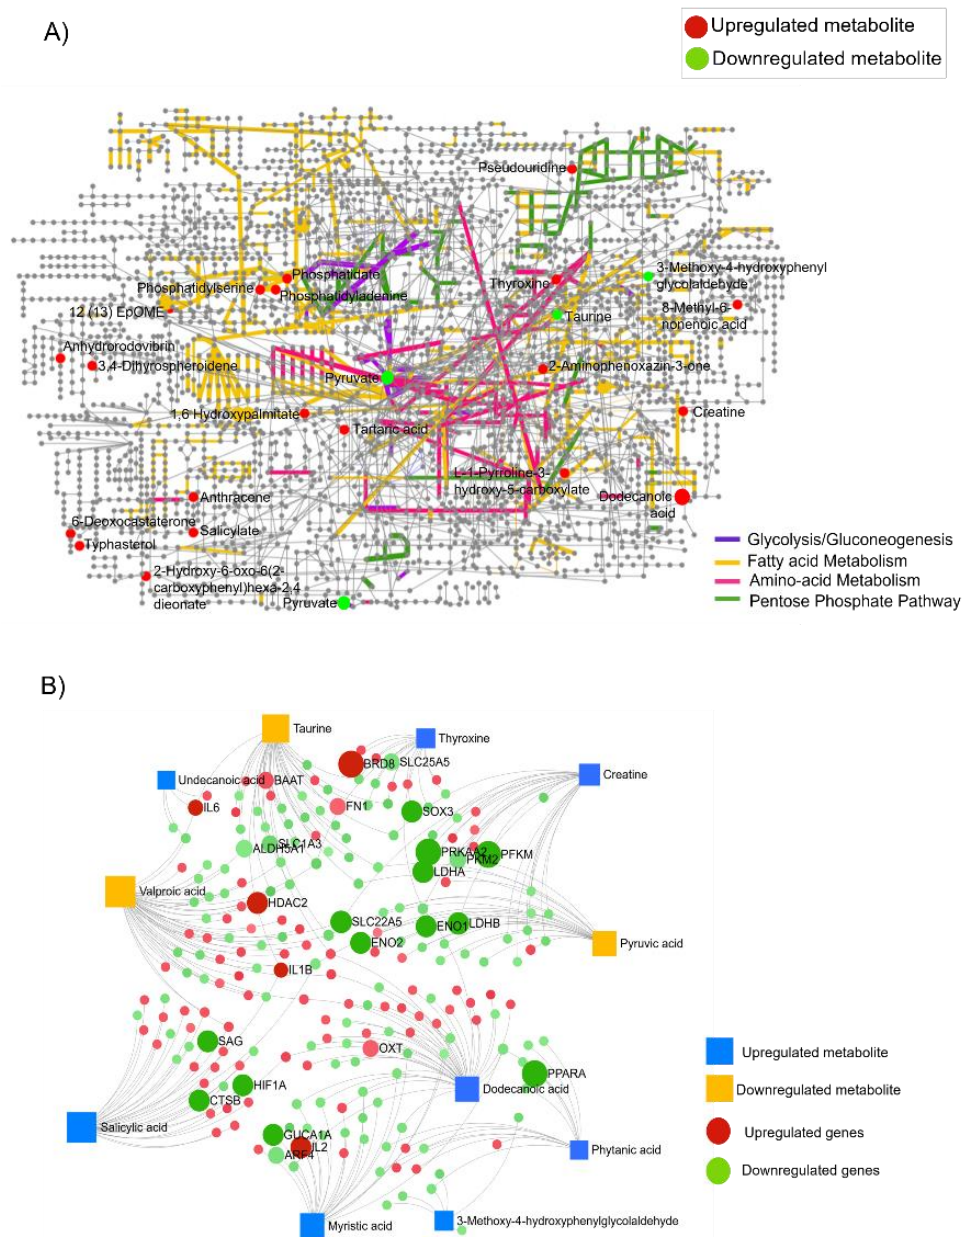 A)
Upregulated metabolite
Downregulated metabolite
Pseudouridine
Phosphatidate
Phosphatidylserine
Phosphatidyladenine
12 (13) EpOME
Thyroxine
3-Methoxy-4-hydroxyphenyl
glycolaldehyde
Taurine
8-Methyl-6-
nonenoic acid
Anhydrorodovibrin
3,4-Dihyrospheroidene
Pyruvate
2-Aminophenoxazin-3-one
1,6 Hydroxypalmitate
Tartaric acid
Creatine
L-1-Pyrroline-3-
hydroxy-5-carboxylate
Dodecanoic
acid
Anthracene
6-Deoxocastaterone
Salicylate
Typhasterol
2-Hydroxy-6-oxo-6(2-
carboxyphenyl)hexa-2,4
dieonate
Pyruvate
Glycolysis/Gluconeogenesis
Fatty acid Metabolism
Amino-acid Metabolism
Pentose Phosphate Pathway
B)
Taurine
Thyroxine
Undecanoic acid
BAAT
BRD8
SLC25A5
Creatine
IL6
FN1
SOX3
SLC1A3
ALDH5A1
PRKAA2
PKM2
PFKM
LDHA
Valproic acid
HDAC2
SLC22A5
ENO1
LDHB
ENO2
Pyruvic acid
IL1B
SAG
OXT
HIF1A
CTSB
Dodecanoic acid
PPARA
Salicylic acid
GUCA1A
IL2
ARF4
Phytanic acid
Myristic acid
3-Methoxy-4-hydroxyphenylglycolaldehyde
Upregulated metabolite
Downregulated metabolite
Upregulated genes
Downregulated genes